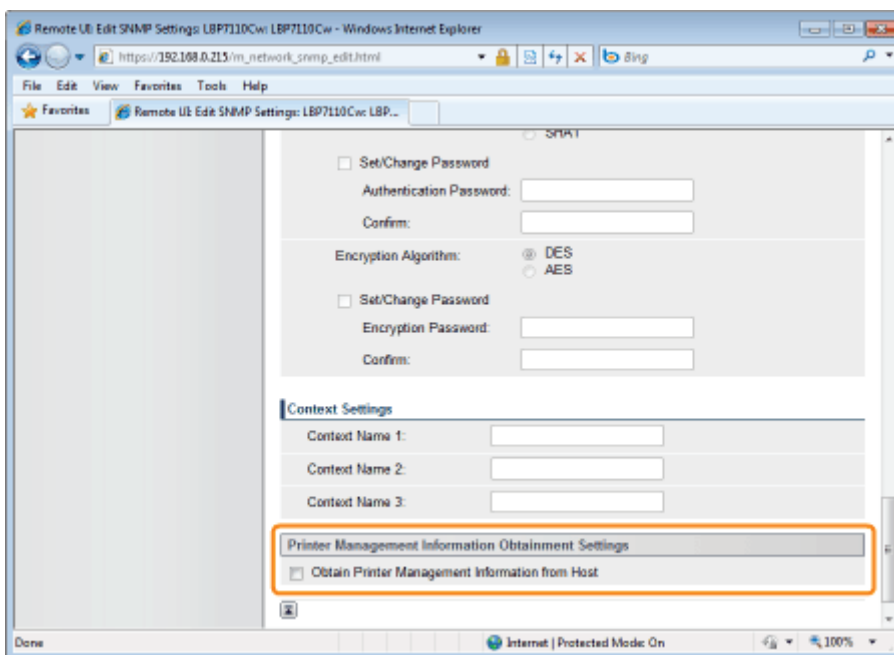 Remote UI: Edit SNMP Settings: LBP7110Cw: LBP7110Cw - Windows Internet Explorer
https://192.168.0.215/m_network_snmp_edit.html
Bing
File Edit View Favorites Tools Help
Favorites
Remote UI: Edit SNMP Settings: LBP7110Cw: LBP...
SHA1
Set/Change Password
Authentication Password:
Confirm:
Encryption Algorithm:
DES
AES
Set/Change Password
Encryption Password:
Confirm:
Context Settings
Context Name 1:
Context Name 2:
Context Name 3:
Printer Management Information Obtainment Settings
Obtain Printer Management Information from Host
Done
Internet | Protected Mode: On
100%